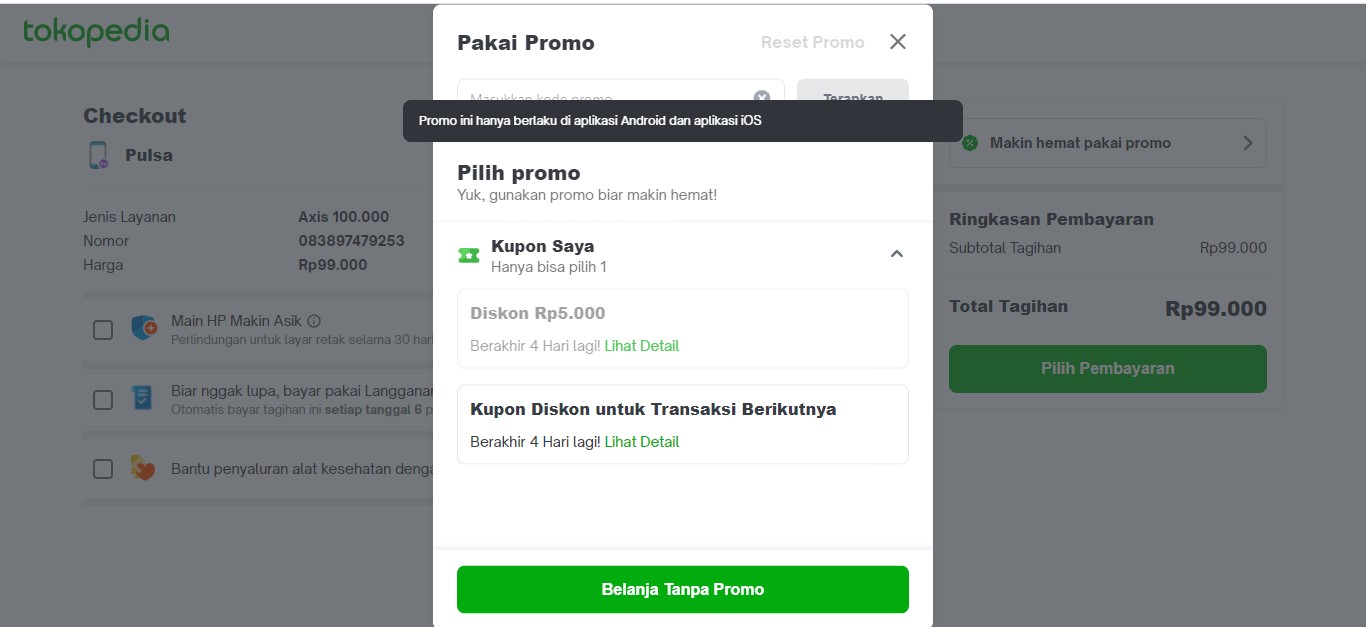 tokopedia
Pakai Promo
Reset Promo
Masukkan kode promo
Terapkan
Promo ini hanya berlaku di aplikasi Android dan aplikasi iOS
Checkout
Pulsa
Jenis Layanan Axis 100.000
Nomor 083897479253
Harga Rp99.000
Main HP Makin Asik
Perlindungan untuk layar retak selama 30 hari
Biar nggak lupa, bayar pakai Langganan
Otomatis bayar tagihan ini setiap tanggal 6 p
Bantu penyaluran alat kesehatan denga
Pilih promo
Yuk, gunakan promo biar makin hemat!
Kupon Saya
Hanya bisa pilih 1
Diskon Rp5.000
Berakhir 4 Hari lagi! Lihat Detail
Kupon Diskon untuk Transaksi Berikutnya
Berakhir 4 Hari lagi! Lihat Detail
Belanja Tanpa Promo
Makin hemat pakai promo
Ringkasan Pembayaran
Subtotal Tagihan Rp99.000
Total Tagihan Rp99.000
Pilih Pembayaran